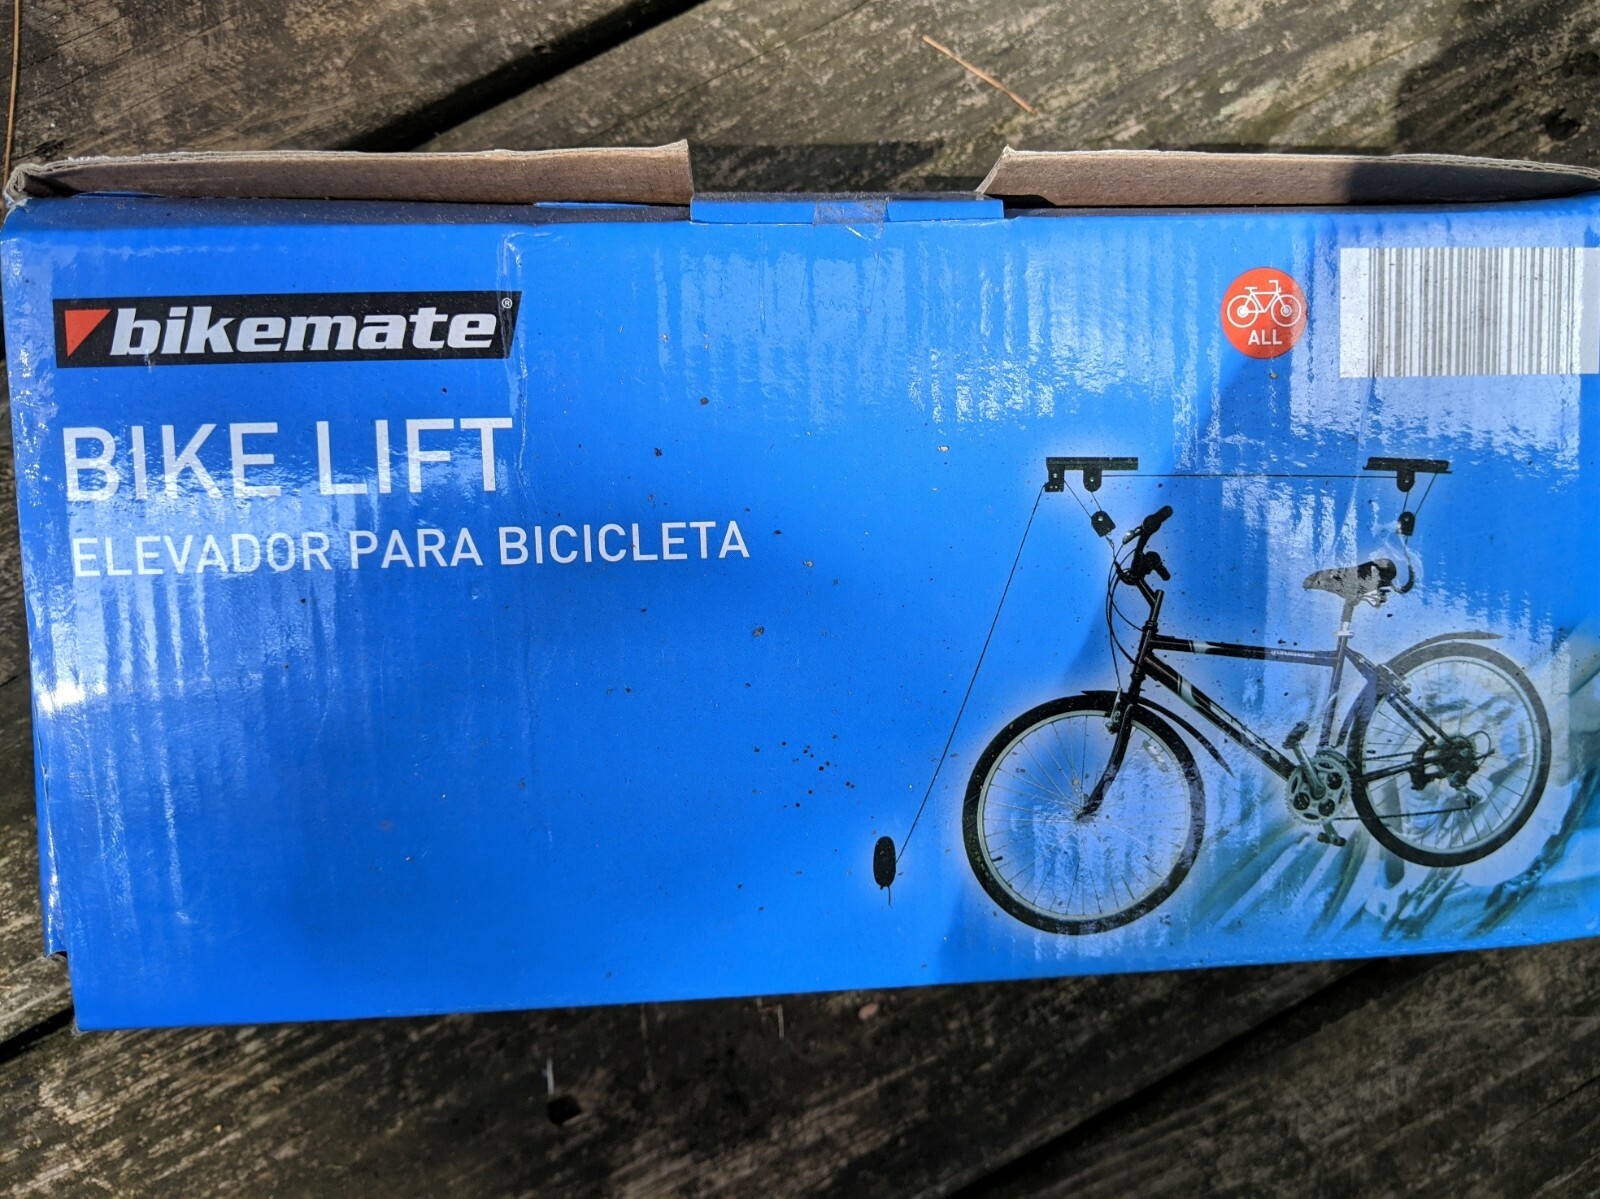 bikemate®
ALL
BIKE LIFT
ELEVADOR PARA BICICLETA